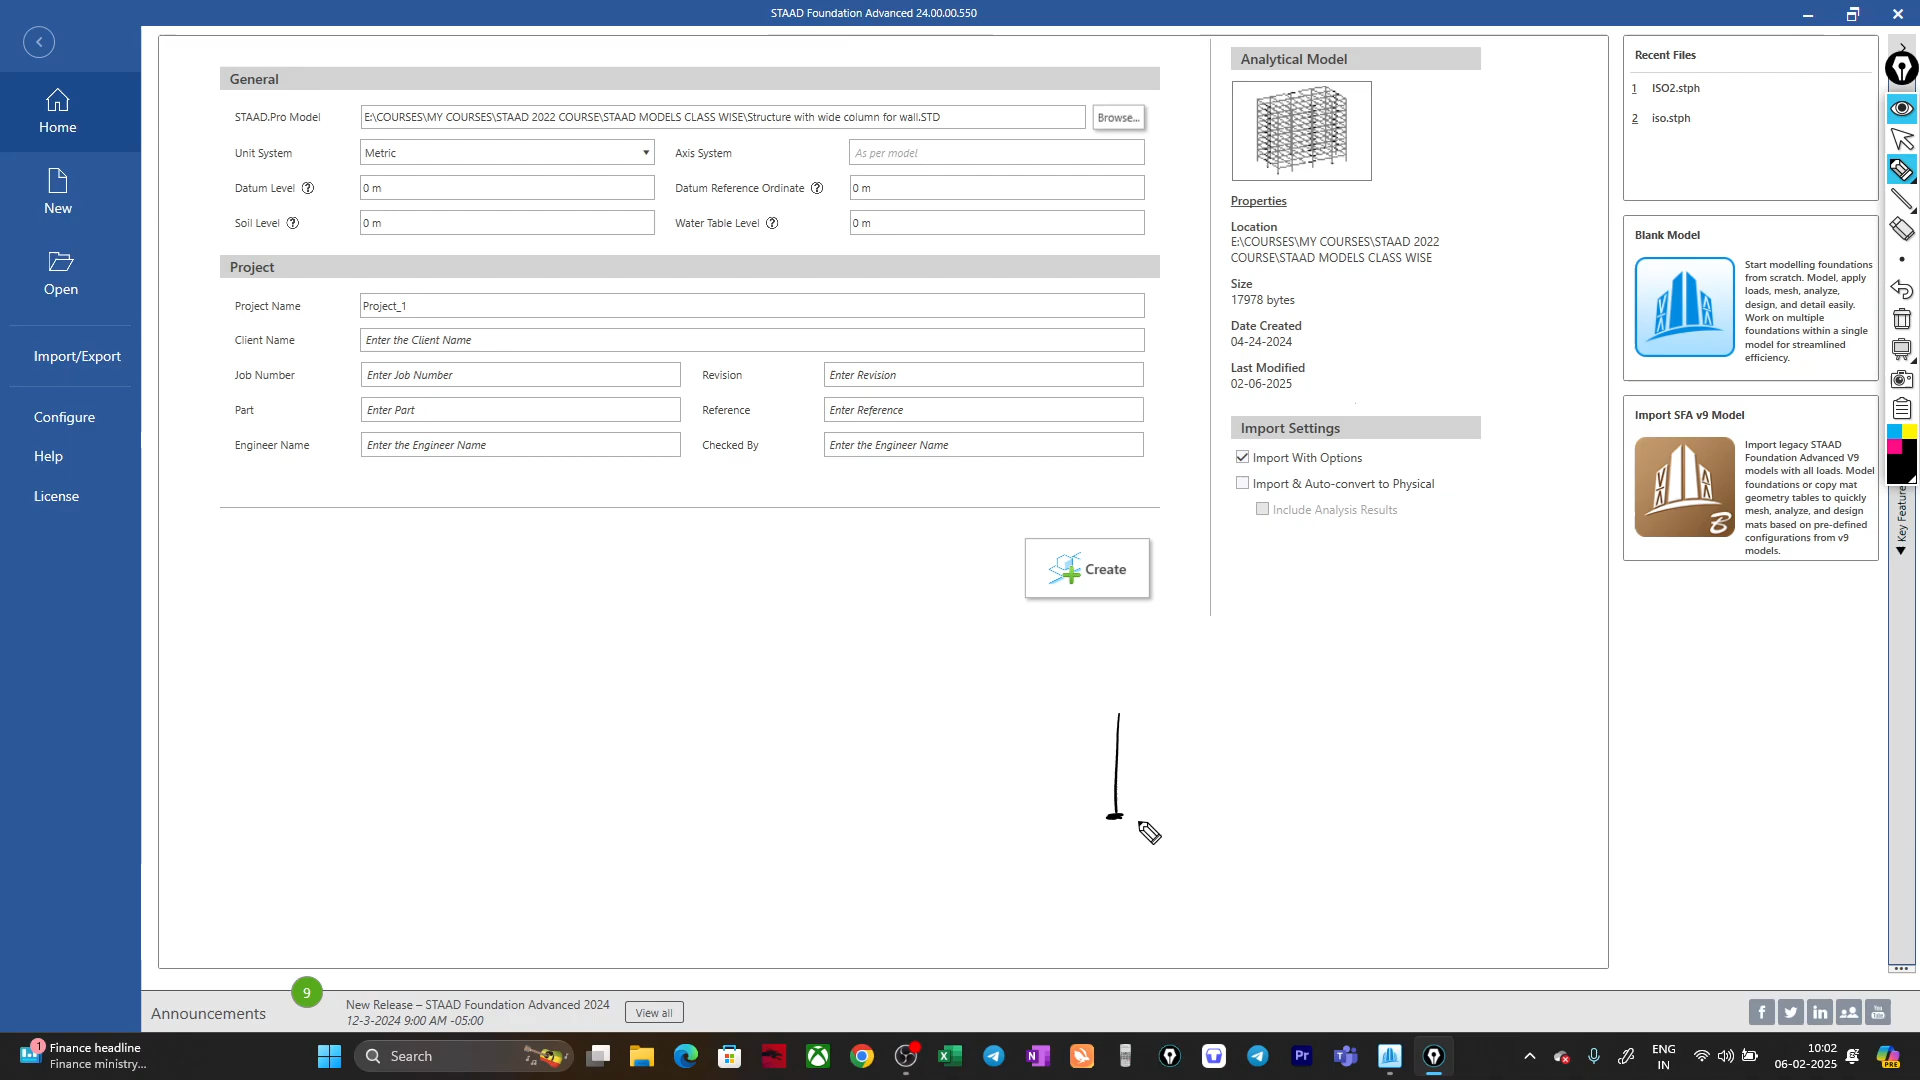 STAAD Foundation Advanced 24.00.00.550
Home
New
Open
Import/Export
Configure
Help
License
General
STAAD.Pro Model
E:\COURSES\MY COURSES\STAAD 2022 COURSE\STAAD MODELS CLASS WISE\Structure with wide column for wall.STD
Browse...
Unit System
Metric
Axis System
As per model
Datum Level
0 m
Datum Reference Ordinate
0 m
Soil Level
0 m
Water Table Level
0 m
Project
Project Name
Project_1
Client Name
Enter the Client Name
Job Number
Enter Job Number
Revision
Enter Revision
Part
Enter Part
Reference
Enter Reference
Engineer Name
Enter the Engineer Name
Checked By
Enter the Engineer Name
Create
Analytical Model
Properties
Location
E:\COURSES\MY COURSES\STAAD 2022
COURSE\STAAD MODELS CLASS WISE
Size
17978 bytes
Date Created
04-24-2024
Last Modified
02-06-2025
Import Settings
Import With Options
Import & Auto-convert to Physical
Include Analysis Results
Recent Files
1 ISO2.stph
2 iso.stph
Blank Model
Start modelling foundations
from scratch. Model, apply
loads, mesh, analyze,
design, and detail easily.
Work on multiple
foundations within a single
model for streamlined
efficiency.
Import SFA v9 Model
Import legacy STAAD
Foundation Advanced V9
models with all loads. Model
foundations or copy mat
geometry tables to quickly
mesh, analyze, and design
mats based on pre-defined
configurations from v9
models.
B
Key Feature
Announcements
9
New Release – STAAD Foundation Advanced 2024
12-3-2024 9:00 AM -05:00
View all
1
Finance headline
Finance ministry...
Search
ENG
IN
10:02
06-02-2025